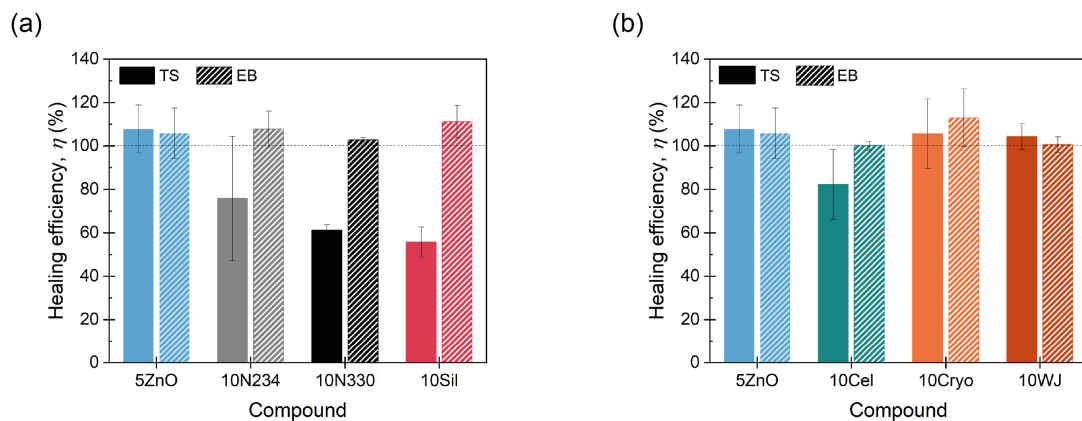 (a)
(b)
TS
EB
Healing efficiency, η (%)
140
120
100
80
60
40
20
0
5ZnO
10N234
10N330
10Sil
Compound
TS
EB
Healing efficiency, η (%)
140
120
100
80
60
40
20
0
5ZnO
10Cel
10Cryo
10WJ
Compound